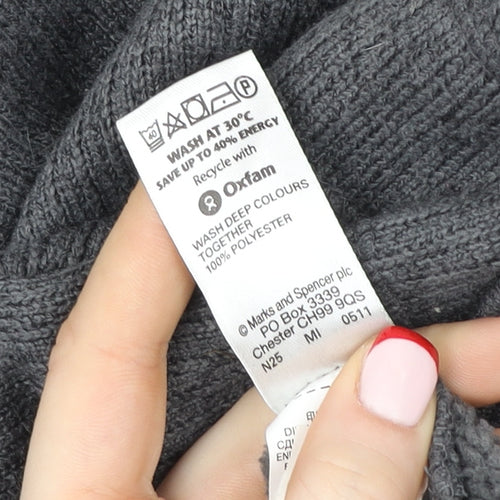 40 P
WASH AT 30°C
SAVE UP TO 40% ENERGY
Recycle with
Oxfam
WASH DEEP COLOURS
TOGETHER
100% POLYESTER
© Marks and Spencer plc
PO Box 3339
Chester CH99 9QS
N25 MI 0511